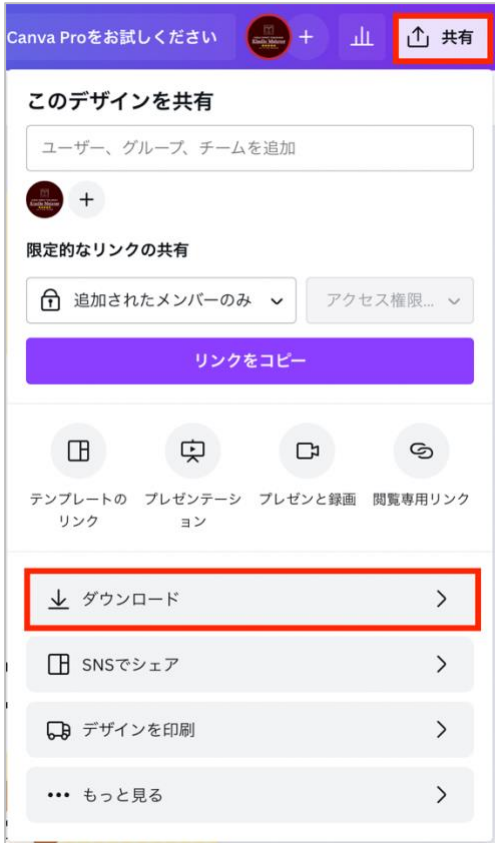 Canva Proをお試しください
共有
このデザインを共有
ユーザー、グループ、チームを追加
限定的なリンクの共有
追加されたメンバーのみ
アクセス権限...
リンクをコピー
テンプレートの
リンク
プレゼンテーシ
ョン
プレゼンと録画
閲覧専用リンク
ダウンロード
SNSでシェア
デザインを印刷
もっと見る